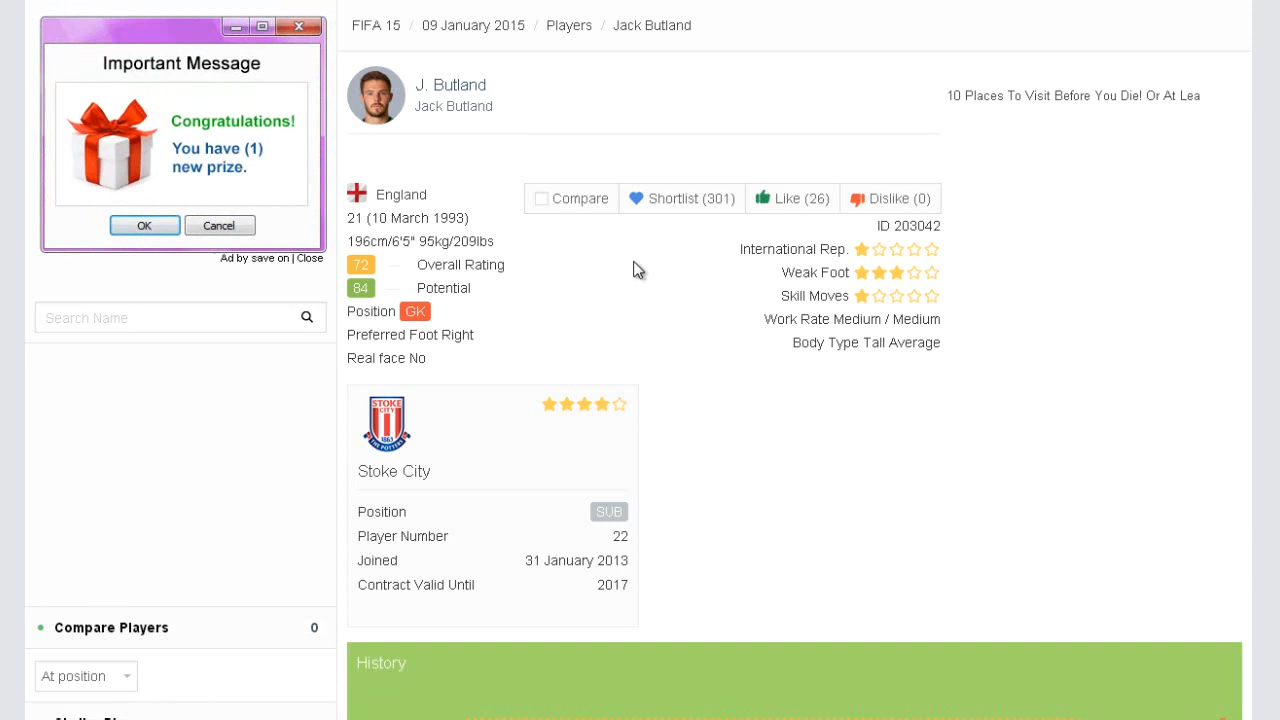 FIFA 15 / 09 January 2015 / Players / Jack Butland
Important Message
Congratulations!
You have (1)
new prize.
OK Cancel
Ad by save on | Close
Search Name
Compare Players 0
At position
J. Butland
Jack Butland
10 Places To Visit Before You Die! Or At Lea
England
21 (10 March 1993)
196cm/6'5" 95kg/209lbs
72 Overall Rating
84 Potential
Position GK
Preferred Foot Right
Real face No
Compare Shortlist (301) Like (26) Dislike (0)
ID 203042
International Rep.
Weak Foot
Skill Moves
Work Rate Medium / Medium
Body Type Tall Average
STOKE
CITY
1863
THE POTTERS
Stoke City
Position SUB
Player Number 22
Joined 31 January 2013
Contract Valid Until 2017
History